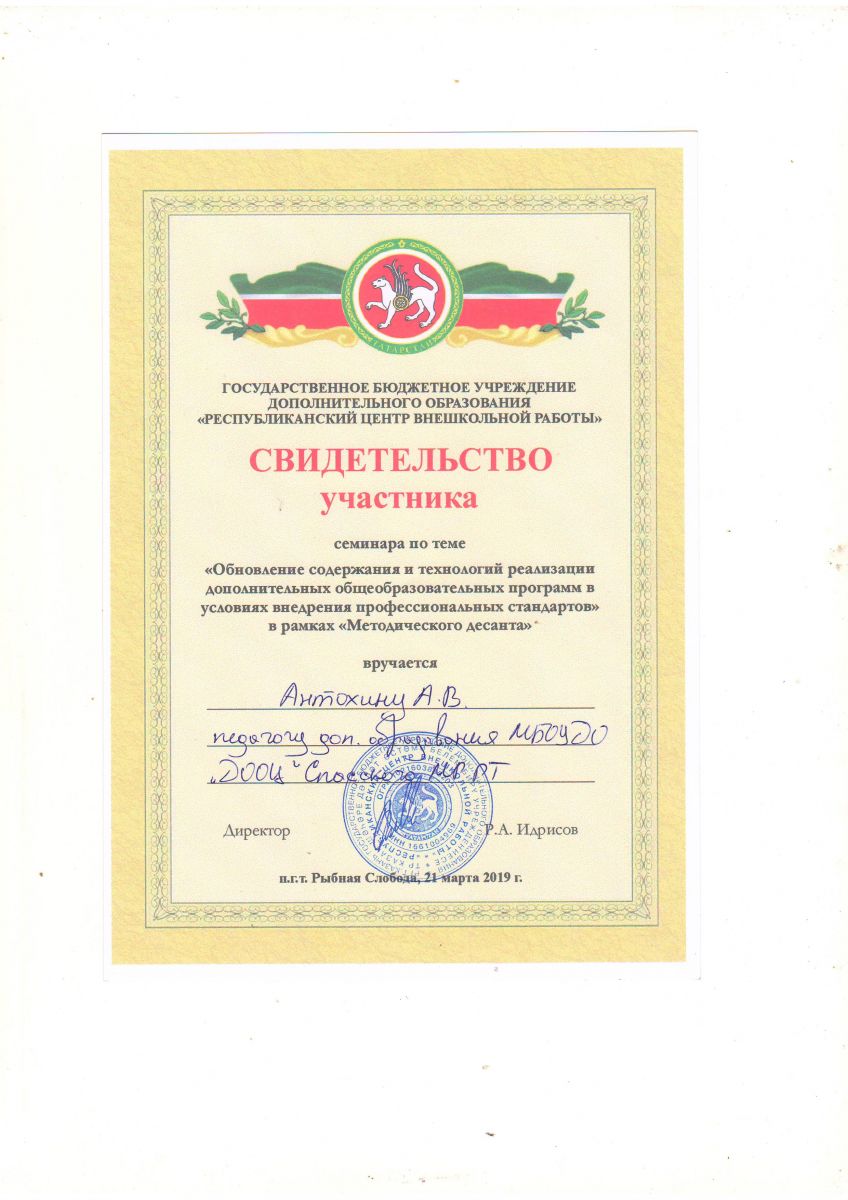 ТАТАРСТАН
ГОСУДАРСТВЕННОЕ БЮДЖЕТНОЕ УЧРЕЖДЕНИЕ
ДОПОЛНИТЕЛЬНОГО ОБРАЗОВАНИЯ
«РЕСПУБЛИКАНСКИЙ ЦЕНТР ВНЕШКОЛЬНОЙ РАБОТЫ»
СВИДЕТЕЛЬСТВО
участника
семинара по теме
«Обновление содержания и технологий реализации
дополнительных общеобразовательных программ в
условиях внедрения профессиональных стандартов»
в рамках «Методического десанта»
вручается
Антохину А.В.
педагогу доп. образования МБОУДО
„ДООЦ" Спасского МР РТ
Директор Р.А. Идрисов
п.г.т. Рыбная Слобода, 21 марта 2019 г.